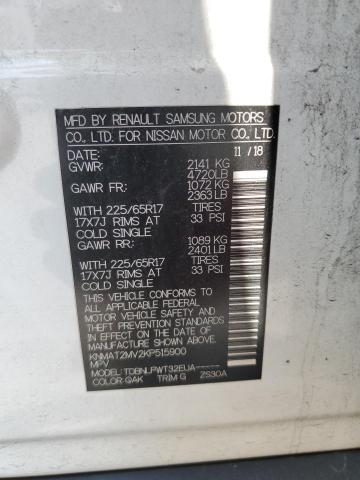 MFD BY RENAULT SAMSUNG MOTORS
CO., LTD. FOR NISSAN MOTOR CO., LTD.
DATE: 11 / 18
GVWR: 2141 KG
4720LB
GAWR FR: 1072 KG
2363 LB
WITH 225/65R17 TIRES
17X7J RIMS AT 33 PSI
COLD SINGLE
GAWR RR: 1089 KG
2401 LB
WITH 225/65R17 TIRES
17X7J RIMS AT 33 PSI
COLD SINGLE
THIS VEHICLE CONFORMS TO
ALL APPLICABLE FEDERAL
MOTOR VEHICLE SAFETY
BUMPER, AND THEFT
PREVENTION STANDARDS
IN EFFECT ON THE DATE OF
MANUFACTURE SHOWN ABOVE.
KNMAT2MV2KP515900
MPV
MODEL: TDBNLPWT32EUA-----
COLOR: QAK TRIM G ZS30A